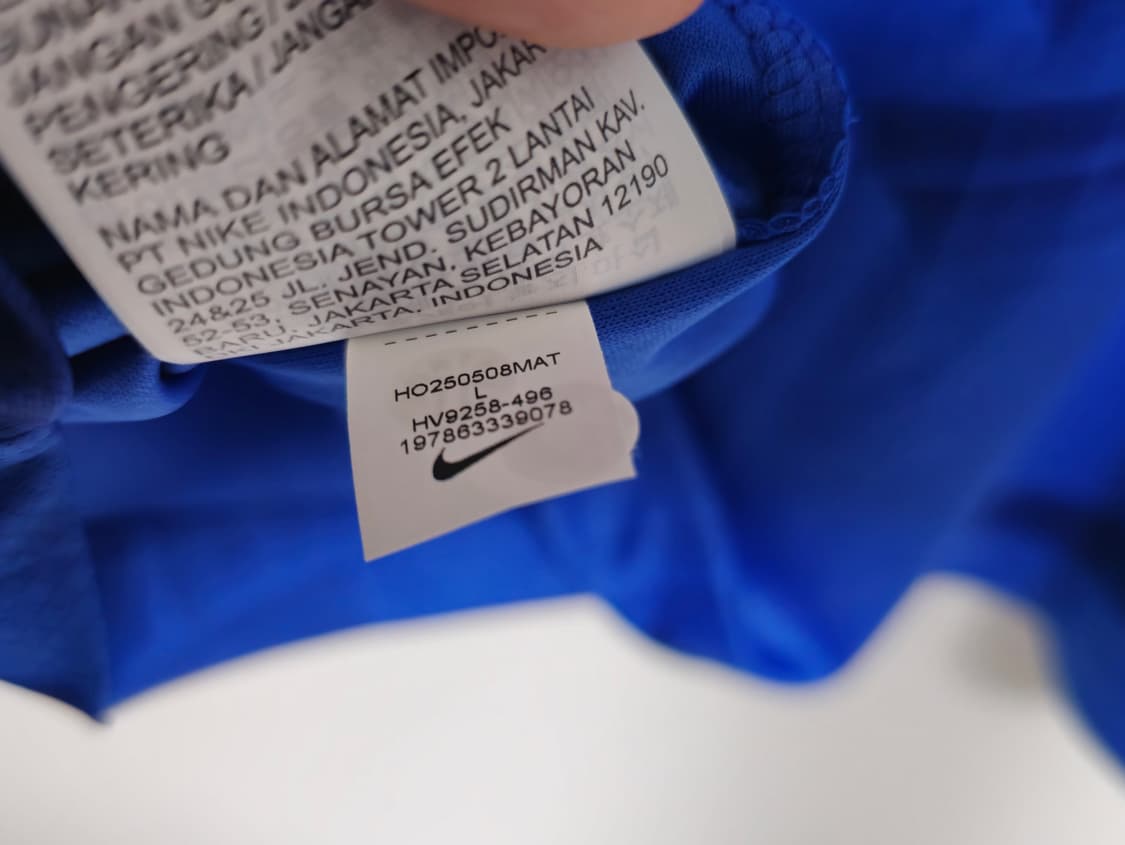 JANGAN
PENGERING /
SETERIKA / JANGAN
KERING
NAMA DAN ALAMAT
PT NIKE INDONESIA, JAKAR
GEDUNG BURSA EFEK
INDONESIA TOWER 2 LANTAI
24&25 JL. JEND. SUDIRMAN KAV.
52-53, SENAYAN, KEBAYORAN
BARU, JAKARTA SELATAN 12190
DKI JAKARTA, INDONESIA
HO250508MAT
L
HV9258-496
197863339078